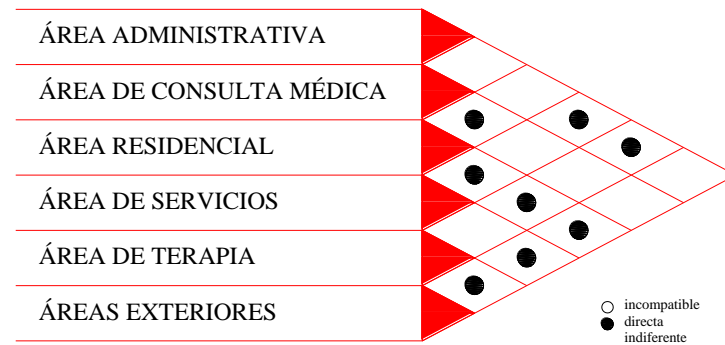 ÁREA ADMINISTRATIVA
ÁREA DE CONSULTA MÉDICA
ÁREA RESIDENCIAL
ÁREA DE SERVICIOS
ÁREA DE TERAPIA
ÁREAS EXTERIORES
incompatible
directa
indiferente